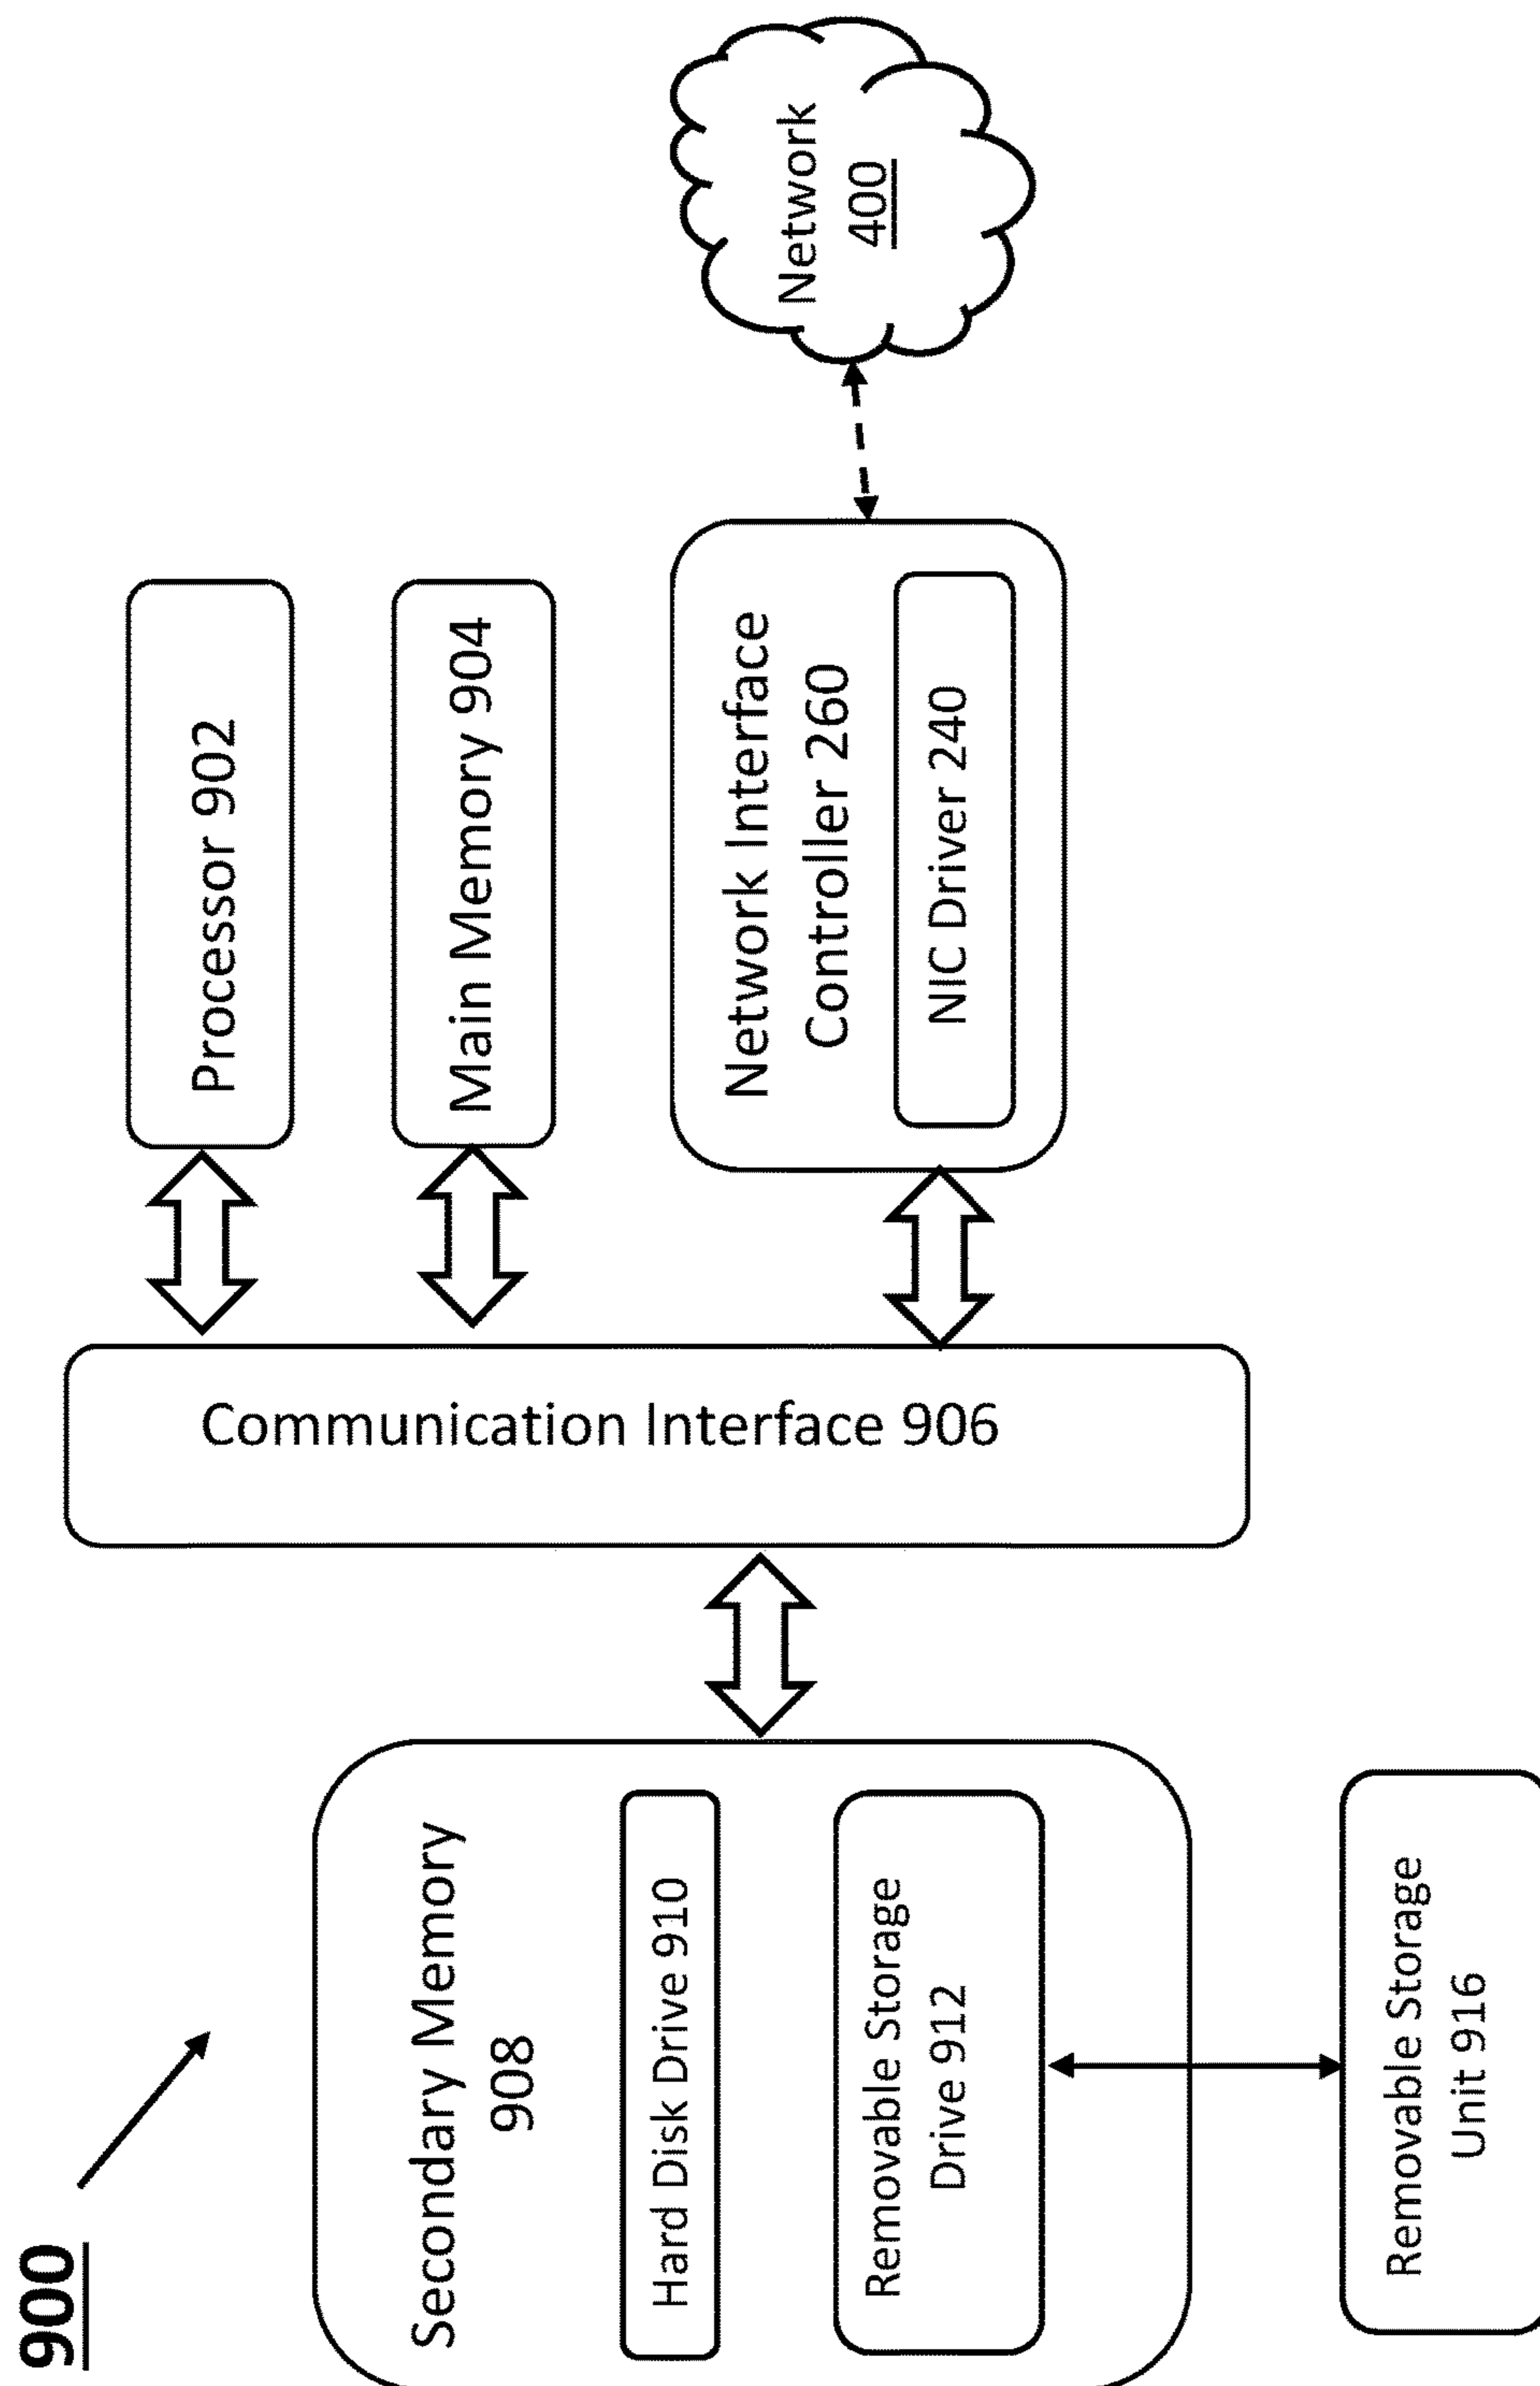 900
Secondary Memory
908
Hard Disk Drive 910
Removable Storage
Drive 912
Removable Storage
Unit 916
Communication Interface 906
Processor 902
Main Memory 904
Network Interface
Controller 260
NIC Driver 240
Network
400